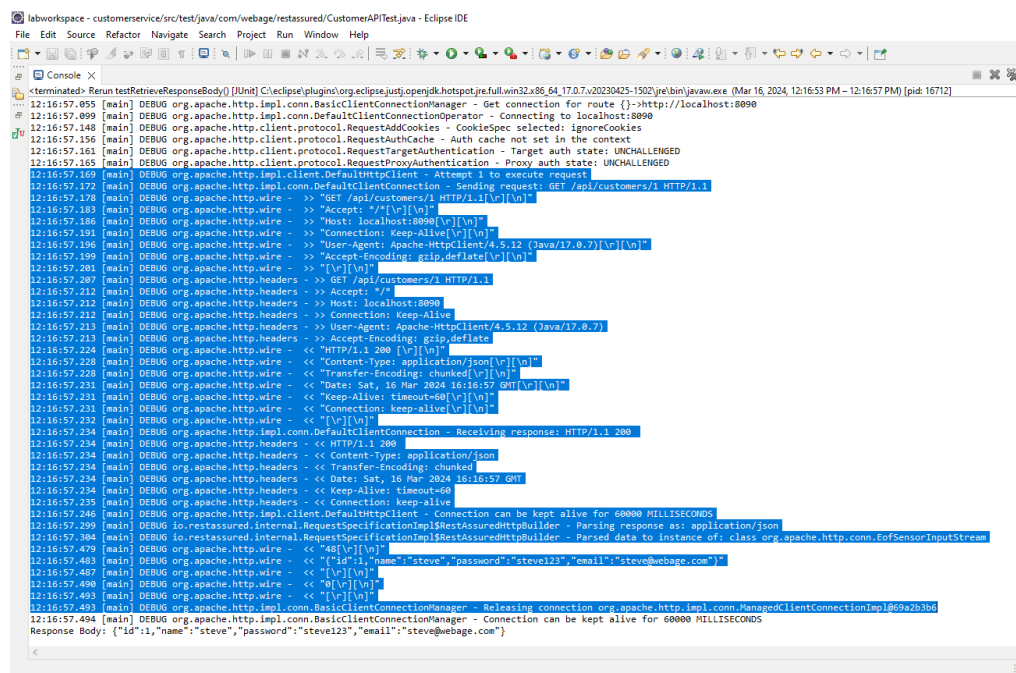 labworkspace - customerservice/src/test/java/com/webage/restassured/CustomerAPITest.java - Eclipse IDE
File Edit Source Refactor Navigate Search Project Run Window Help
Console
<terminated> Rerun testRetrieveResponseBody() [JUnit] C:\eclipse\plugins\org.eclipse.justj.openjdk.hotspot.jre.full.win32.x86_64_17.0.7.v20230425-1502\jre\bin\javaw.exe (Mar 16, 2024, 12:16:53 PM – 12:16:57 PM) [pid: 16712]
12:16:57.055 [main] DEBUG org.apache.http.impl.conn.BasicClientConnectionManager - Get connection for route {}->http://localhost:8090
12:16:57.099 [main] DEBUG org.apache.http.impl.conn.DefaultClientConnectionOperator - Connecting to localhost:8090
12:16:57.148 [main] DEBUG org.apache.http.client.protocol.RequestAddCookies - CookieSpec selected: ignoreCookies
12:16:57.156 [main] DEBUG org.apache.http.client.protocol.RequestAuthCache - Auth cache not set in the context
12:16:57.161 [main] DEBUG org.apache.http.client.protocol.RequestTargetAuthentication - Target auth state: UNCHALLENGED
12:16:57.165 [main] DEBUG org.apache.http.client.protocol.RequestProxyAuthentication - Proxy auth state: UNCHALLENGED
12:16:57.169 [main] DEBUG org.apache.http.impl.client.DefaultHttpClient - Attempt 1 to execute request
12:16:57.172 [main] DEBUG org.apache.http.impl.conn.DefaultClientConnection - Sending request: GET /api/customers/1 HTTP/1.1
12:16:57.178 [main] DEBUG org.apache.http.wire - >> "GET /api/customers/1 HTTP/1.1[\r][\n]"
12:16:57.183 [main] DEBUG org.apache.http.wire - >> "Accept: */*[\r][\n]"
12:16:57.186 [main] DEBUG org.apache.http.wire - >> "Host: localhost:8090[\r][\n]"
12:16:57.191 [main] DEBUG org.apache.http.wire - >> "Connection: Keep-Alive[\r][\n]"
12:16:57.196 [main] DEBUG org.apache.http.wire - >> "User-Agent: Apache-HttpClient/4.5.12 (Java/17.0.7)[\r][\n]"
12:16:57.199 [main] DEBUG org.apache.http.wire - >> "Accept-Encoding: gzip,deflate[\r][\n]"
12:16:57.201 [main] DEBUG org.apache.http.wire - >> "[\r][\n]"
12:16:57.207 [main] DEBUG org.apache.http.headers - >> GET /api/customers/1 HTTP/1.1
12:16:57.212 [main] DEBUG org.apache.http.headers - >> Accept: */*
12:16:57.212 [main] DEBUG org.apache.http.headers - >> Host: localhost:8090
12:16:57.212 [main] DEBUG org.apache.http.headers - >> Connection: Keep-Alive
12:16:57.213 [main] DEBUG org.apache.http.headers - >> User-Agent: Apache-HttpClient/4.5.12 (Java/17.0.7)
12:16:57.213 [main] DEBUG org.apache.http.headers - >> Accept-Encoding: gzip,deflate
12:16:57.224 [main] DEBUG org.apache.http.wire - << "HTTP/1.1 200 [\r][\n]"
12:16:57.228 [main] DEBUG org.apache.http.wire - << "Content-Type: application/json[\r][\n]"
12:16:57.228 [main] DEBUG org.apache.http.wire - << "Transfer-Encoding: chunked[\r][\n]"
12:16:57.231 [main] DEBUG org.apache.http.wire - << "Date: Sat, 16 Mar 2024 16:16:57 GMT[\r][\n]"
12:16:57.231 [main] DEBUG org.apache.http.wire - << "Keep-Alive: timeout=60[\r][\n]"
12:16:57.231 [main] DEBUG org.apache.http.wire - << "Connection: keep-alive[\r][\n]"
12:16:57.232 [main] DEBUG org.apache.http.wire - << "[\r][\n]"
12:16:57.234 [main] DEBUG org.apache.http.impl.conn.DefaultClientConnection - Receiving response: HTTP/1.1 200
12:16:57.234 [main] DEBUG org.apache.http.headers - << HTTP/1.1 200
12:16:57.234 [main] DEBUG org.apache.http.headers - << Content-Type: application/json
12:16:57.234 [main] DEBUG org.apache.http.headers - << Transfer-Encoding: chunked
12:16:57.234 [main] DEBUG org.apache.http.headers - << Date: Sat, 16 Mar 2024 16:16:57 GMT
12:16:57.234 [main] DEBUG org.apache.http.headers - << Keep-Alive: timeout=60
12:16:57.235 [main] DEBUG org.apache.http.headers - << Connection: keep-alive
12:16:57.246 [main] DEBUG org.apache.http.impl.client.DefaultHttpClient - Connection can be kept alive for 60000 MILLISECONDS
12:16:57.299 [main] DEBUG io.restassured.internal.RequestSpecificationImpl$RestAssuredHttpBuilder - Parsing response as: application/json
12:16:57.304 [main] DEBUG io.restassured.internal.RequestSpecificationImpl$RestAssuredHttpBuilder - Parsed data to instance of: class org.apache.http.conn.EofSensorInputStream
12:16:57.479 [main] DEBUG org.apache.http.wire - << "48[\r][\n]"
12:16:57.483 [main] DEBUG org.apache.http.wire - << "{"id":1,"name":"steve","password":"steve123","email":"steve@webage.com"}"
12:16:57.487 [main] DEBUG org.apache.http.wire - << "[\r][\n]"
12:16:57.490 [main] DEBUG org.apache.http.wire - << "0[\r][\n]"
12:16:57.493 [main] DEBUG org.apache.http.wire - << "[\r][\n]"
12:16:57.493 [main] DEBUG org.apache.http.impl.conn.BasicClientConnectionManager - Releasing connection org.apache.http.impl.conn.ManagedClientConnectionImpl@69a2b3b6
12:16:57.494 [main] DEBUG org.apache.http.impl.conn.BasicClientConnectionManager - Connection can be kept alive for 60000 MILLISECONDS
Response Body: {"id":1,"name":"steve","password":"steve123","email":"steve@webage.com"}